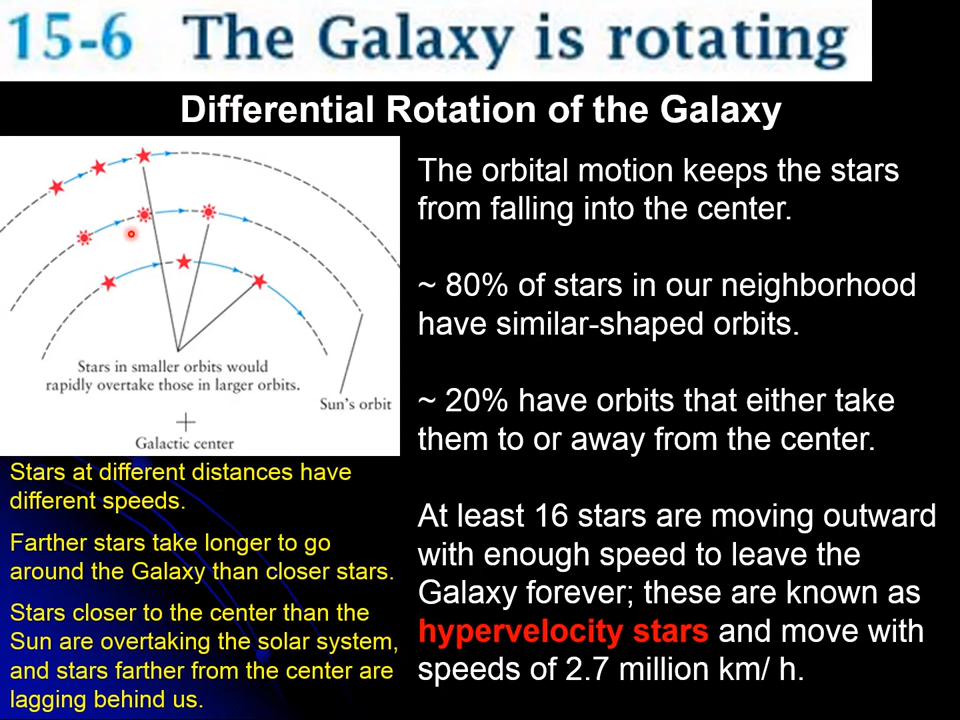 15-6 The Galaxy is rotating
Differential Rotation of the Galaxy
Stars in smaller orbits would
rapidly overtake those in larger orbits.
Sun's orbit
Galactic center
Stars at different distances have
different speeds.
Farther stars take longer to go
around the Galaxy than closer stars.
Stars closer to the center than the
Sun are overtaking the solar system,
and stars farther from the center are
lagging behind us.
The orbital motion keeps the stars
from falling into the center.
~ 80% of stars in our neighborhood
have similar-shaped orbits.
~ 20% have orbits that either take
them to or away from the center.
At least 16 stars are moving outward
with enough speed to leave the
Galaxy forever; these are known as
hypervelocity stars and move with
speeds of 2.7 million km/ h.